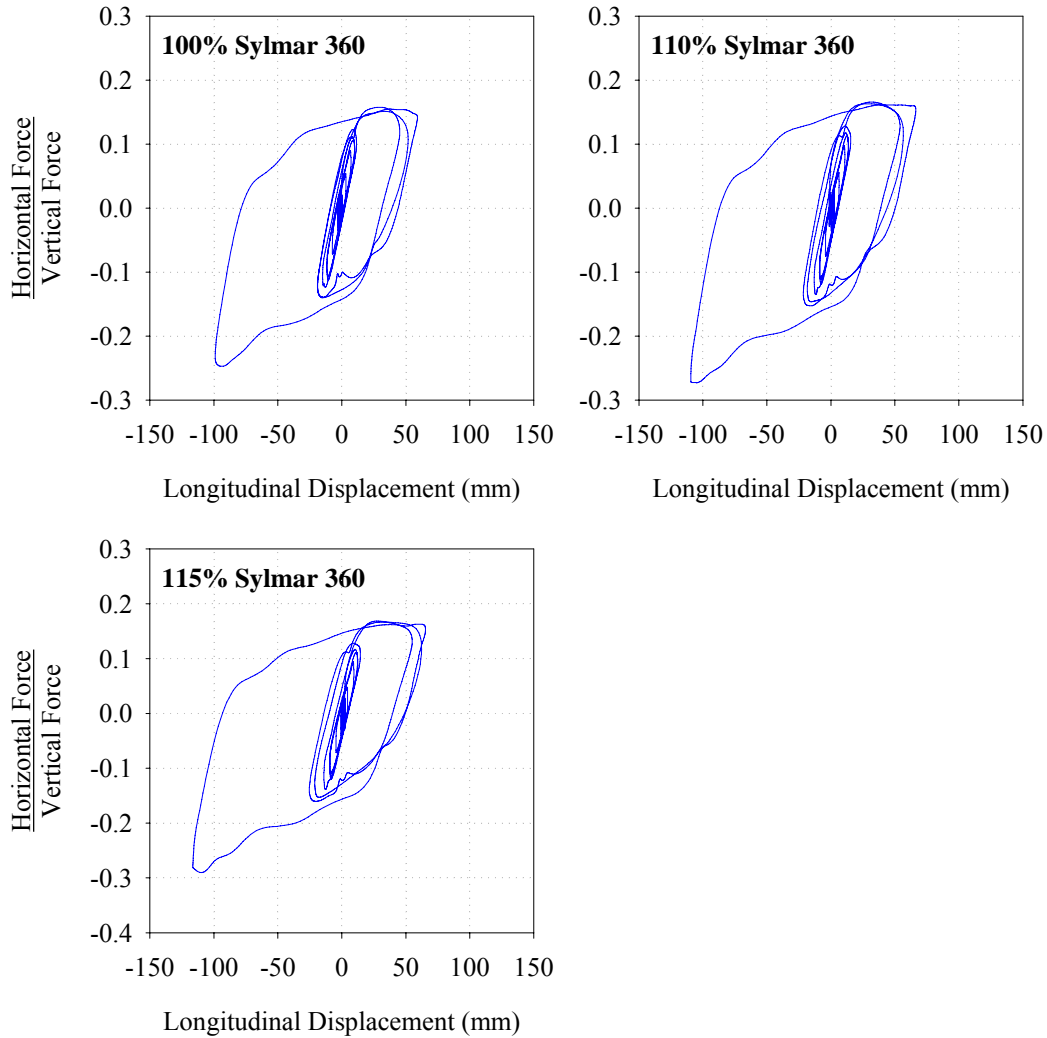 0.3
0.2
0.1
0.0
-0.1
-0.2
-0.3
100% Sylmar 360
Horizontal Force
Vertical Force
-150 -100 -50 0 50 100 150
Longitudinal Displacement (mm)
0.3
0.2
0.1
0.0
-0.1
-0.2
-0.3
110% Sylmar 360
-150 -100 -50 0 50 100 150
Longitudinal Displacement (mm)
0.3
0.2
0.1
0.0
-0.1
-0.2
-0.3
-0.4
115% Sylmar 360
Horizontal Force
Vertical Force
-150 -100 -50 0 50 100 150
Longitudinal Displacement (mm)